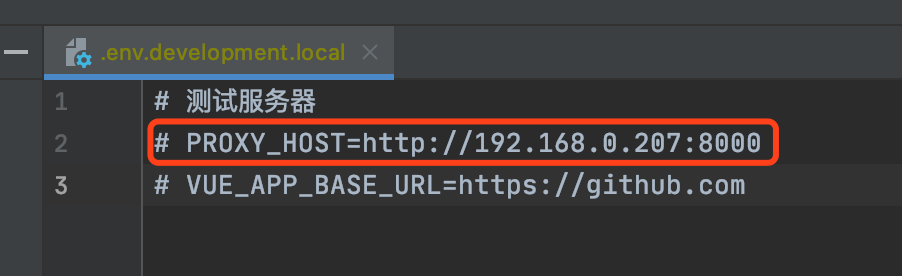 .env.development.local
1 # 测试服务器
2 # PROXY_HOST=http://192.168.0.207:8000
3 # VUE_APP_BASE_URL=https://github.com